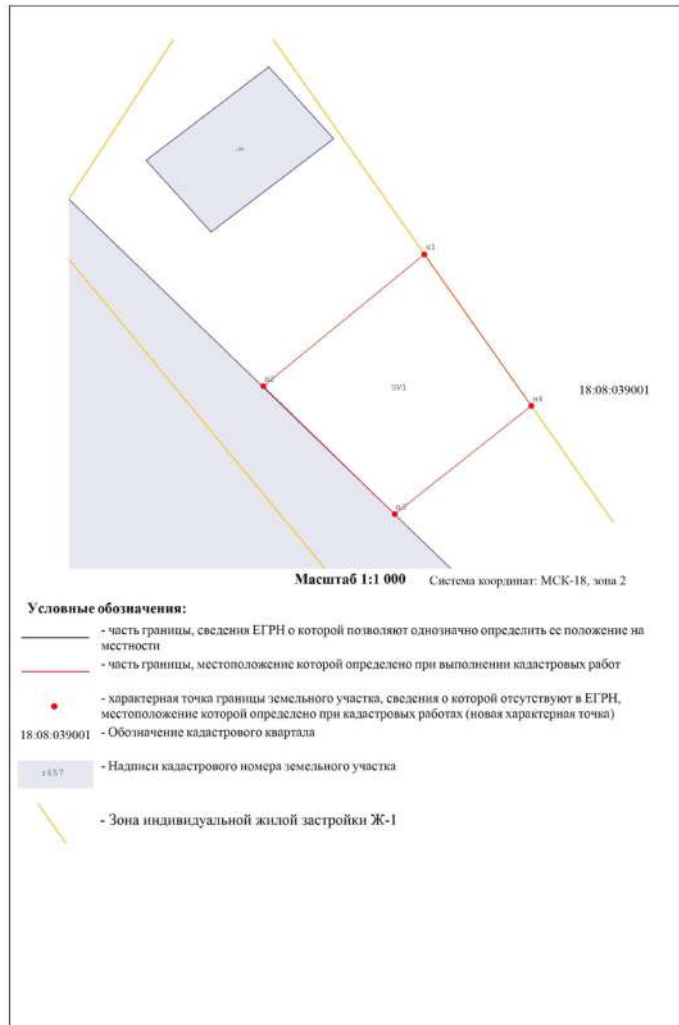 н1
н2
ЗУ1
н4
18:08:039001
н3
Масштаб 1:1 000 Система координат: МСК-18, зона 2
Условные обозначения:
- часть границы, сведения ЕГРН о которой позволяют однозначно определить ее положение на
местности
- часть границы, местоположение которой определено при выполнении кадастровых работ
- характерная точка границы земельного участка, сведения о которой отсутствуют в ЕГРН,
местоположение которой определено при кадастровых работах (новая характерная точка)
18:08:039001 - Обозначение кадастрового квартала
:657 - Надписи кадастрового номера земельного участка
- Зона индивидуальной жилой застройки Ж-1